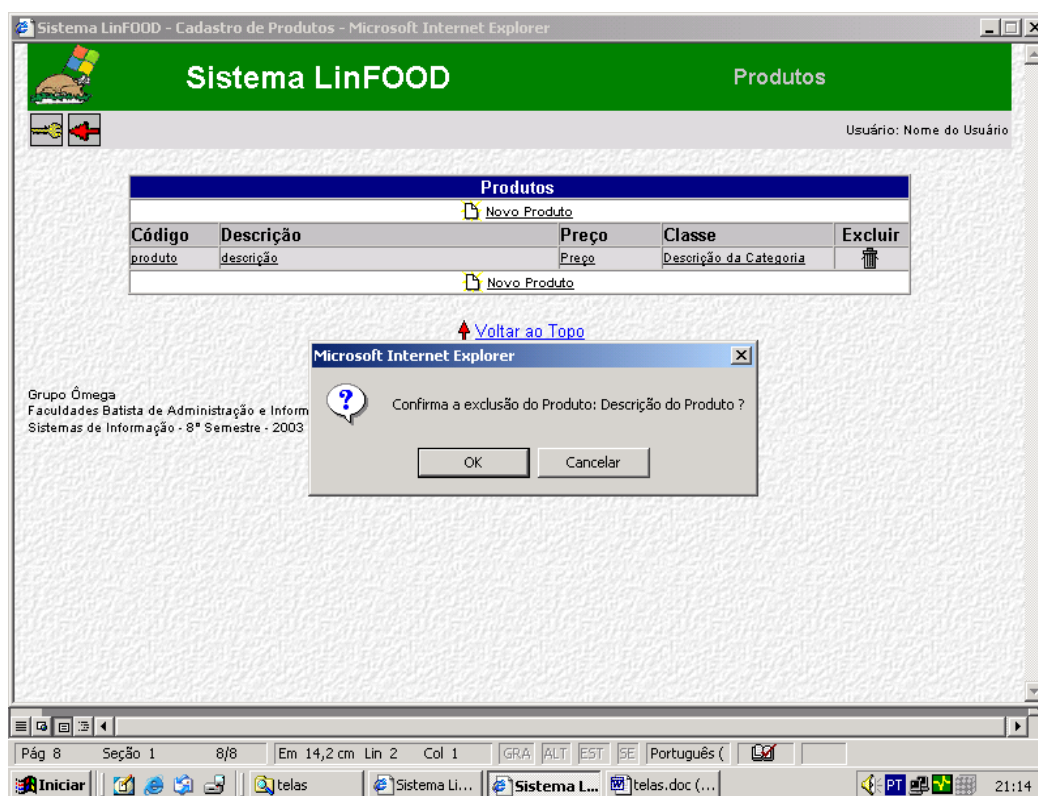 Sistema LinFOOD - Cadastro de Produtos - Microsoft Internet Explorer
Sistema LinFOOD
Produtos
Usuário: Nome do Usuário
Produtos
Novo Produto
Código Descrição Preço Classe Excluir
produto descrição Preço Descrição da Categoria
Novo Produto
Voltar ao Topo
Microsoft Internet Explorer
Confirma a exclusão do Produto: Descrição do Produto ?
OK Cancelar
Grupo Ômega
Faculdades Batista de Administração e Inform
Sistemas de Informação - 8º Semestre - 2003
Pág 8 Seção 1 8/8 Em 14,2 cm Lin 2 Col 1 GRA ALT EST SE Português (
Iniciar telas Sistema Li... Sistema L... telas.doc (... PT 21:14